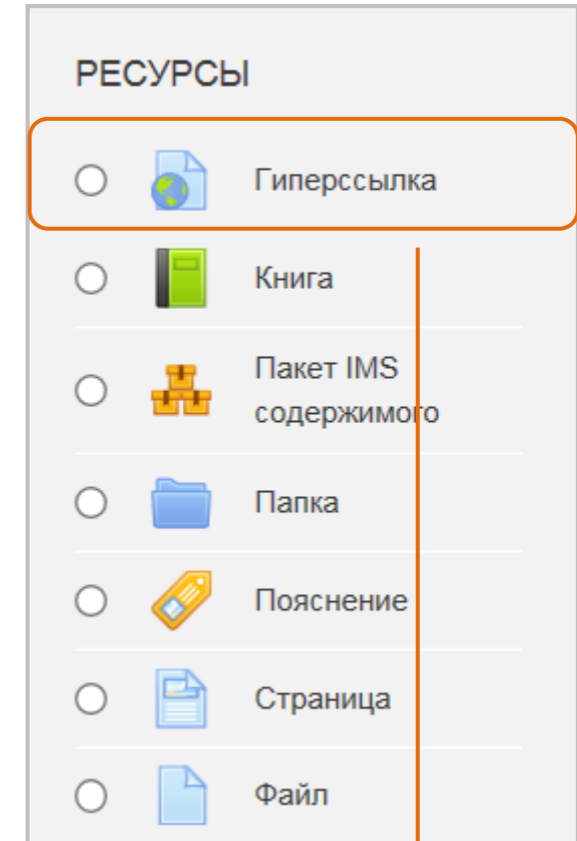 РЕСУРСЫ
Гиперссылка
Книга
Пакет IMS
содержимого
Папка
Пояснение
Страница
Файл